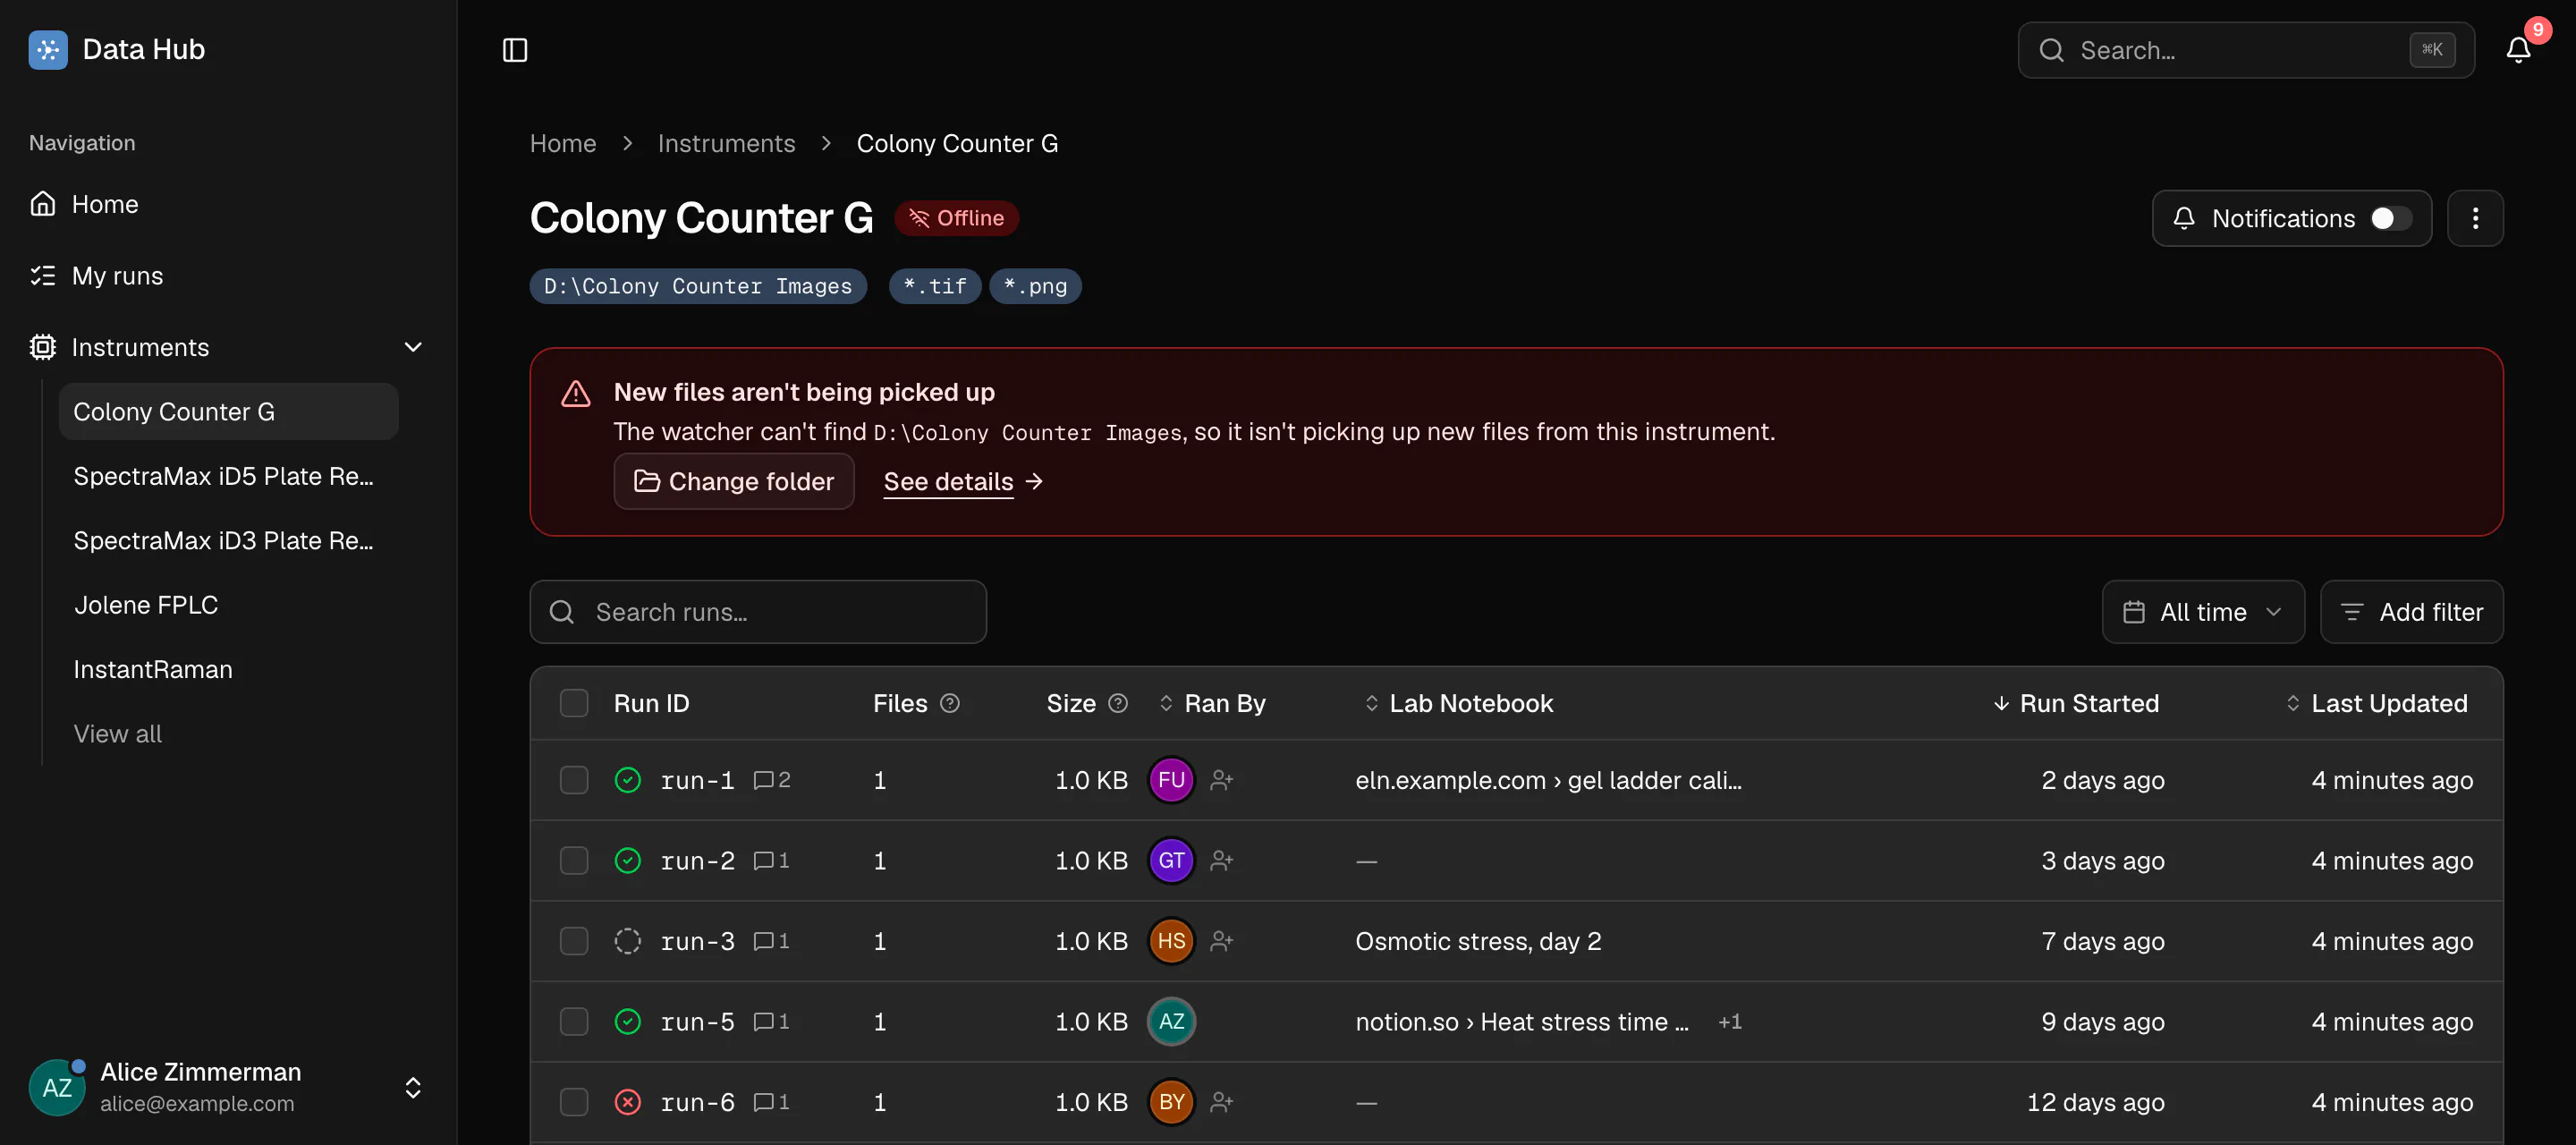 Data Hub
Search...
⌘K
9
Navigation
Home
My runs
Instruments
Colony Counter G
SpectraMax iD5 Plate Re...
SpectraMax iD3 Plate Re...
Jolene FPLC
InstantRaman
View all
AZ
Alice Zimmerman
alice@example.com
Home > Instruments > Colony Counter G
Colony Counter G
Offline
Notifications
D:\Colony Counter Images
*.tif
*.png
New files aren't being picked up
The watcher can't find D:\Colony Counter Images, so it isn't picking up new files from this instrument.
Change folder
See details →
Search runs...
All time
Add filter
Run ID Files Size Ran By Lab Notebook Run Started Last Updated
run-1 2 1 1.0 KB FU eln.example.com › gel ladder cali... 2 days ago 4 minutes ago
run-2 1 1 1.0 KB GT — 3 days ago 4 minutes ago
run-3 1 1 1.0 KB HS Osmotic stress, day 2 7 days ago 4 minutes ago
run-5 1 1 1.0 KB AZ notion.so › Heat stress time ... +1 9 days ago 4 minutes ago
run-6 1 1 1.0 KB BY — 12 days ago 4 minutes ago